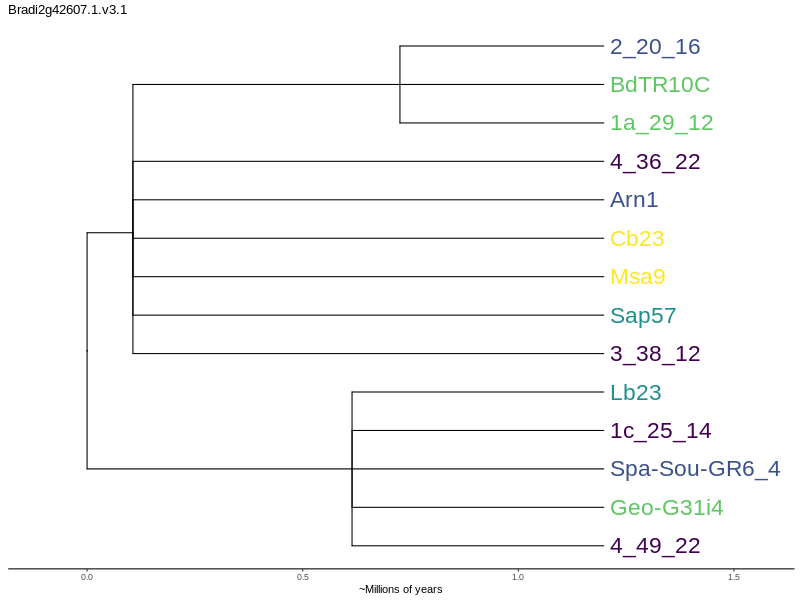 Bradi2g42607.1.v3.1
2_20_16
BdTR10C
1a_29_12
4_36_22
Arn1
Cb23
Msa9
Sap57
3_38_12
Lb23
1c_25_14
Spa-Sou-GR6_4
Geo-G31i4
4_49_22
0.0 0.5 1.0 1.5
~Millions of years